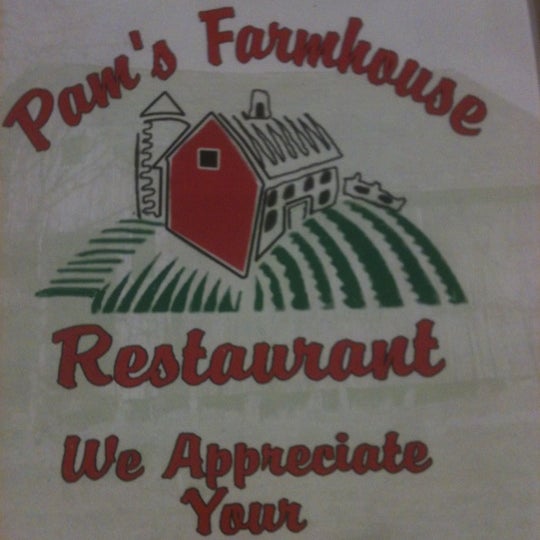 Pam's Farmhouse
Restaurant
We Appreciate
Your